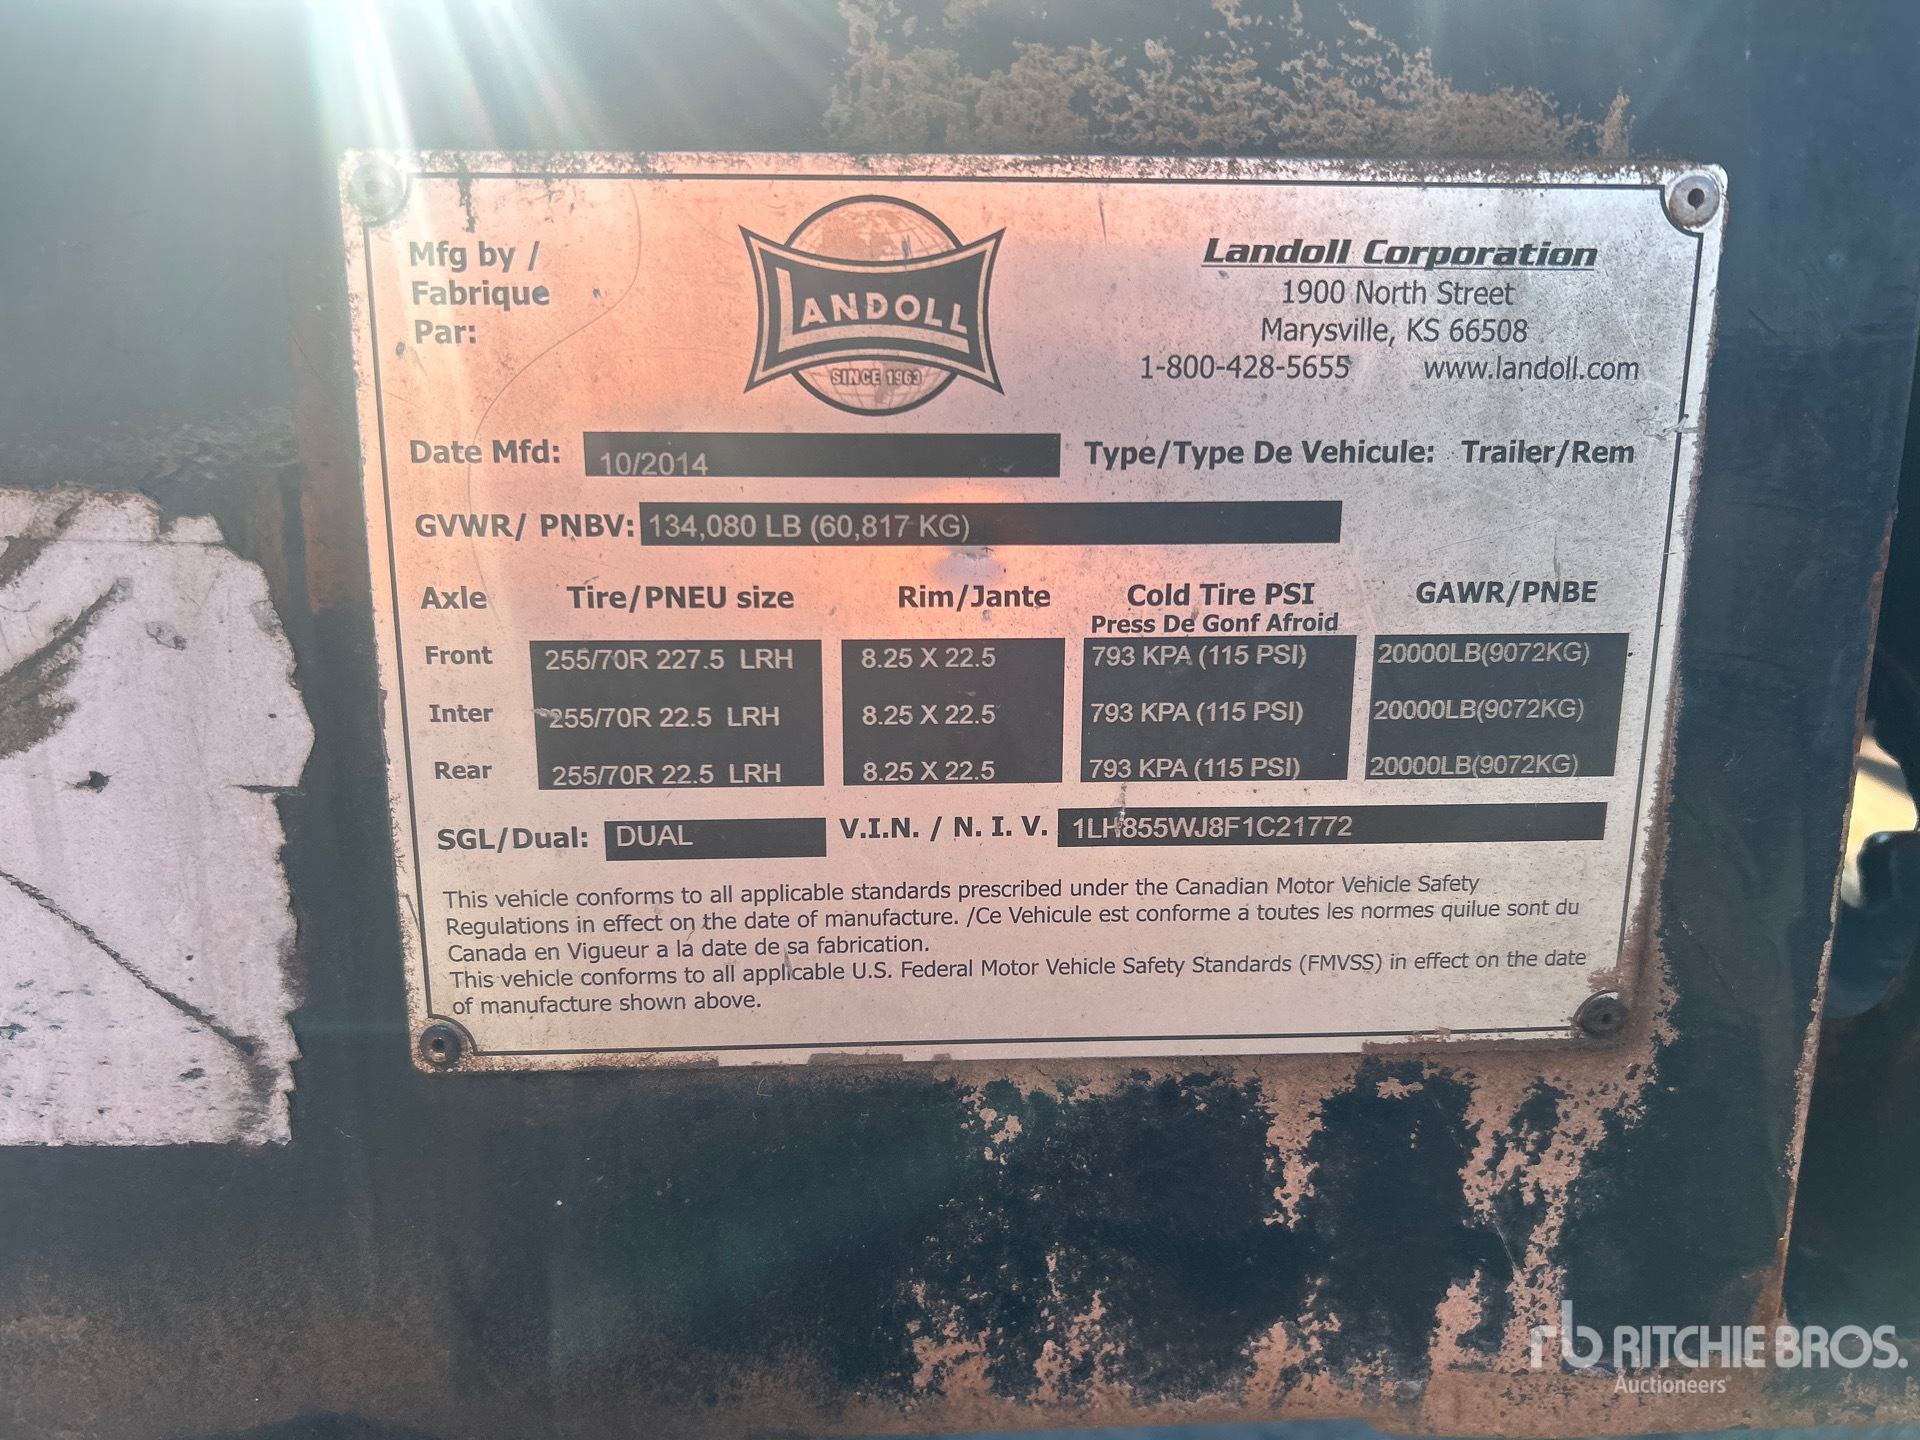 Mfg by /
Fabrique
Par:
LANDOLL
SINCE 1963
Landoll Corporation
1900 North Street
Marysville, KS 66508
1-800-428-5655 www.landoll.com
Date Mfd: 10/2014 Type/Type De Vehicule: Trailer/Rem
GVWR/ PNBV: 134,080 LB (60,817 KG)
Axle Tire/PNEU size Rim/Jante Cold Tire PSI GAWR/PNBE
Press De Gonf Afroid
Front 255/70R 227.5 LRH 8.25 X 22.5 793 KPA (115 PSI) 20000LB(9072KG)
Inter 255/70R 22.5 LRH 8.25 X 22.5 793 KPA (115 PSI) 20000LB(9072KG)
Rear 255/70R 22.5 LRH 8.25 X 22.5 793 KPA (115 PSI) 20000LB(9072KG)
SGL/Dual: DUAL V.I.N. / N. I. V. 1LH855WJ8F1C21772
This vehicle conforms to all applicable standards prescribed under the Canadian Motor Vehicle Safety
Regulations in effect on the date of manufacture. /Ce Vehicule est conforme a toutes les normes quilue sont du
Canada en Vigueur a la date de sa fabrication.
This vehicle conforms to all applicable U.S. Federal Motor Vehicle Safety Standards (FMVSS) in effect on the date
of manufacture shown above.
rb RITCHIE BROS.
Auctioneers